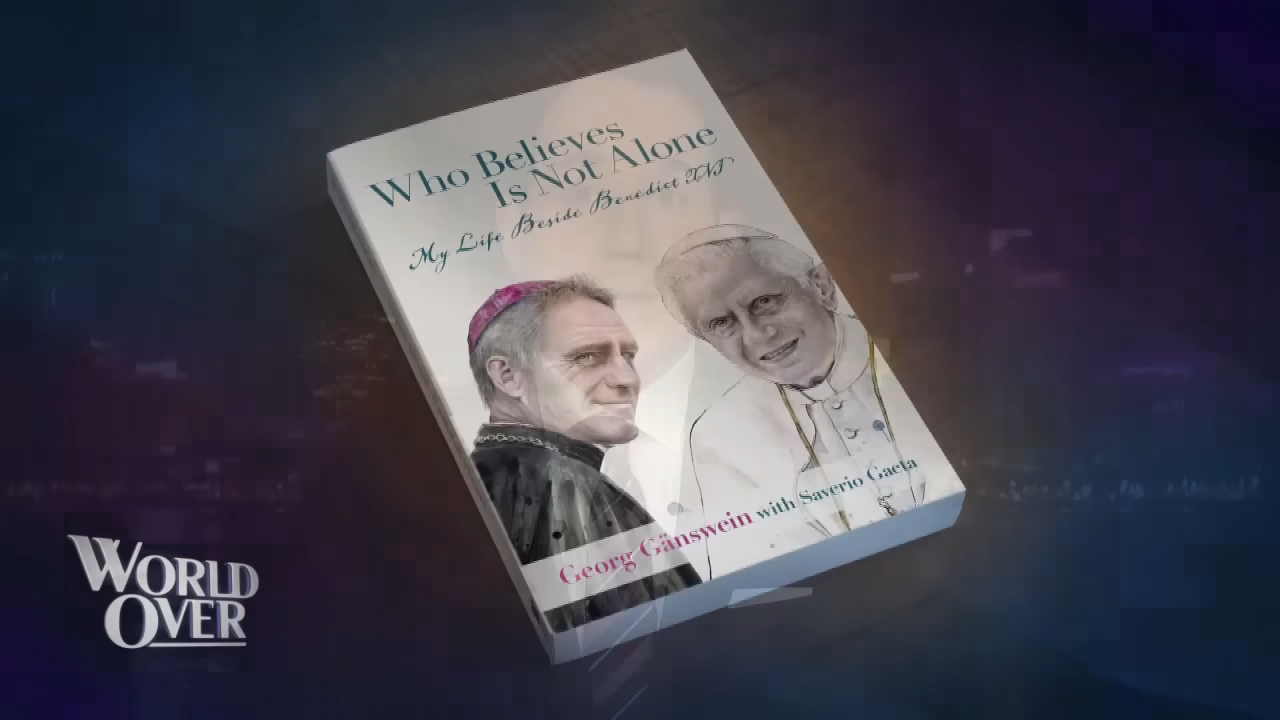 Who Believes
Is Not Alone
My Life Beside Benedict XVI
Georg Gänswein with Saverio Gaeta
WORLD
OVER